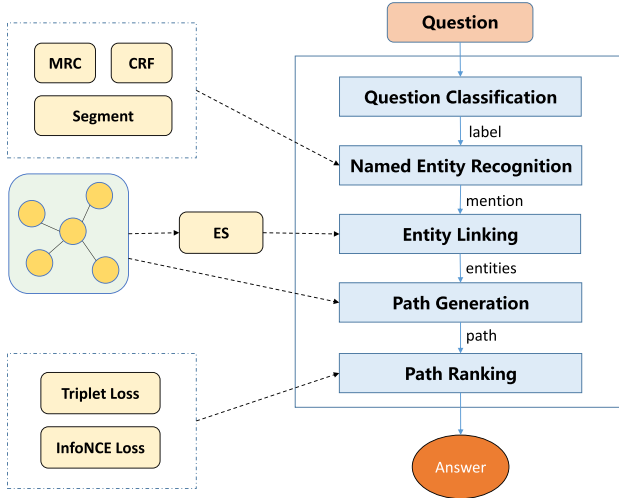 Question
MRC
CRF
Segment
Question Classification
label
Named Entity Recognition
mention
ES
Entity Linking
entities
Path Generation
path
Triplet Loss
InfoNCE Loss
Path Ranking
Answer